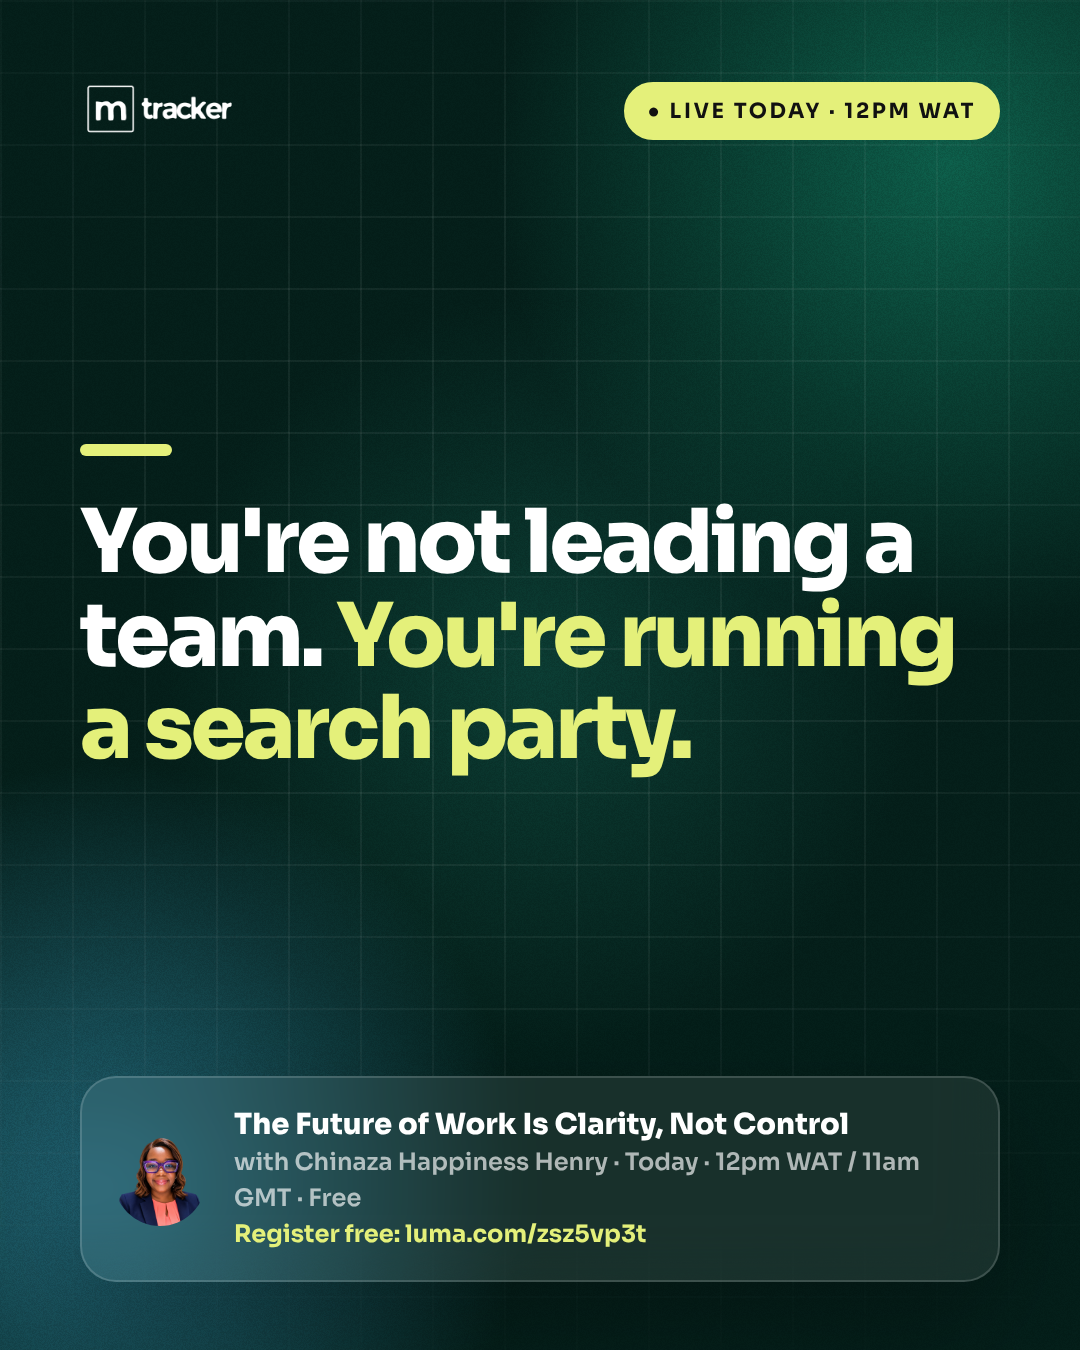 m tracker
● LIVE TODAY · 12PM WAT
You're not leading a
team. You're running
a search party.
The Future of Work Is Clarity, Not Control
with Chinaza Happiness Henry · Today · 12pm WAT / 11am
GMT · Free
Register free: luma.com/zsz5vp3t